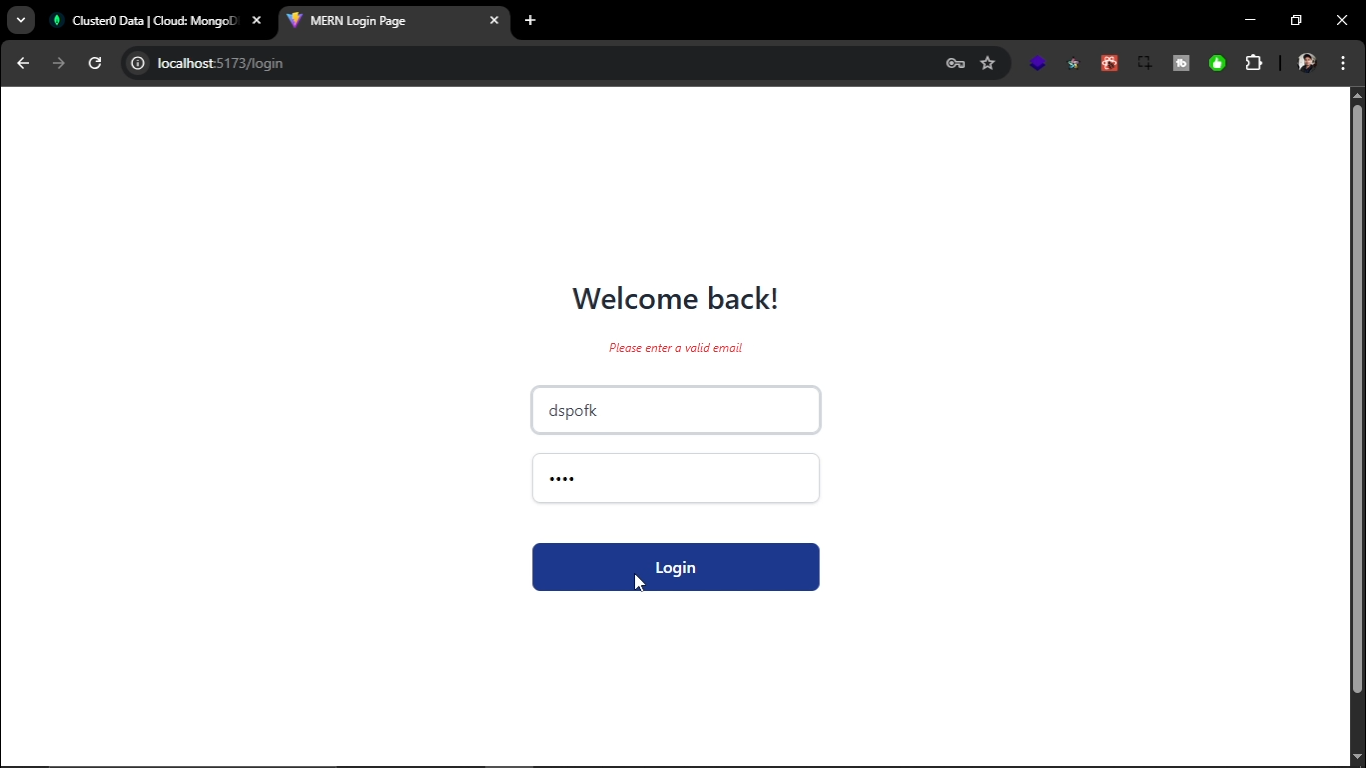 Cluster0 Data | Cloud: MongoD
MERN Login Page
localhost:5173/login
Welcome back!
Please enter a valid email
dspofk
••••
Login